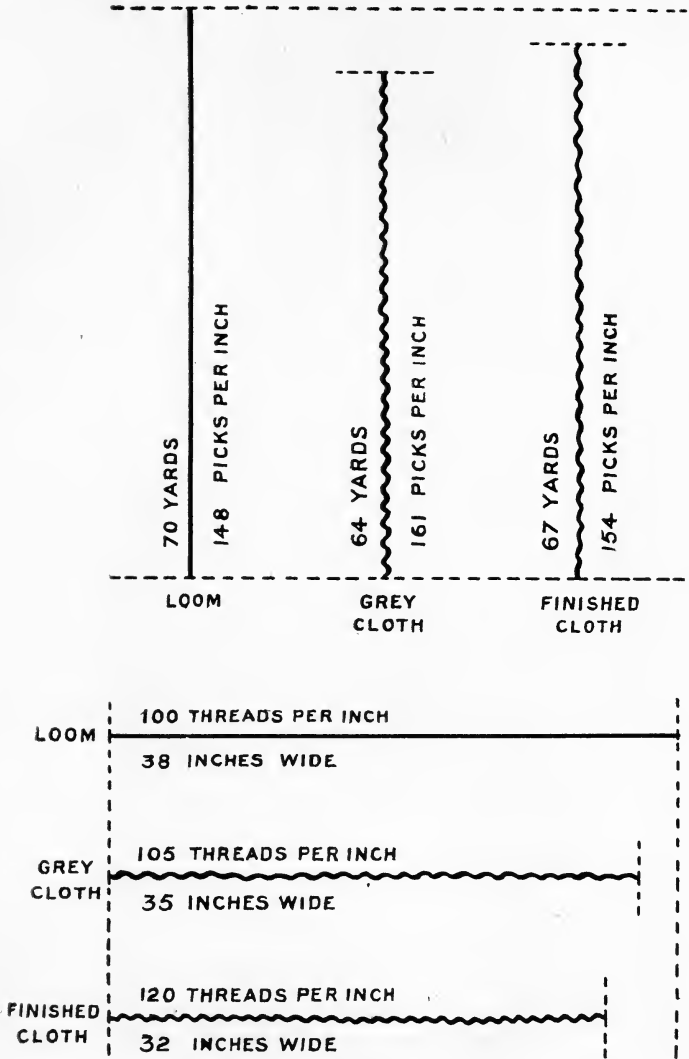 70 YARDS
148 PICKS PER INCH
64 YARDS
161 PICKS PER INCH
67 YARDS
154 PICKS PER INCH
LOOM
GREY
CLOTH
FINISHED
CLOTH
LOOM
100 THREADS PER INCH
38 INCHES WIDE
GREY
CLOTH
105 THREADS PER INCH
35 INCHES WIDE
FINISHED
CLOTH
120 THREADS PER INCH
32 INCHES WIDE